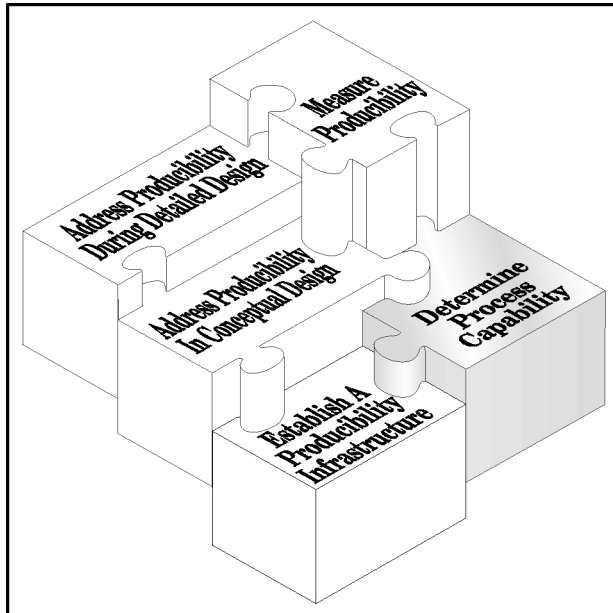 Measure
Producibility
Address Producibility
During Detailed Design
Address Producibility
In Conceptual Design
Determine
Process
Capability
Establish A
Producibility
Infrastructure